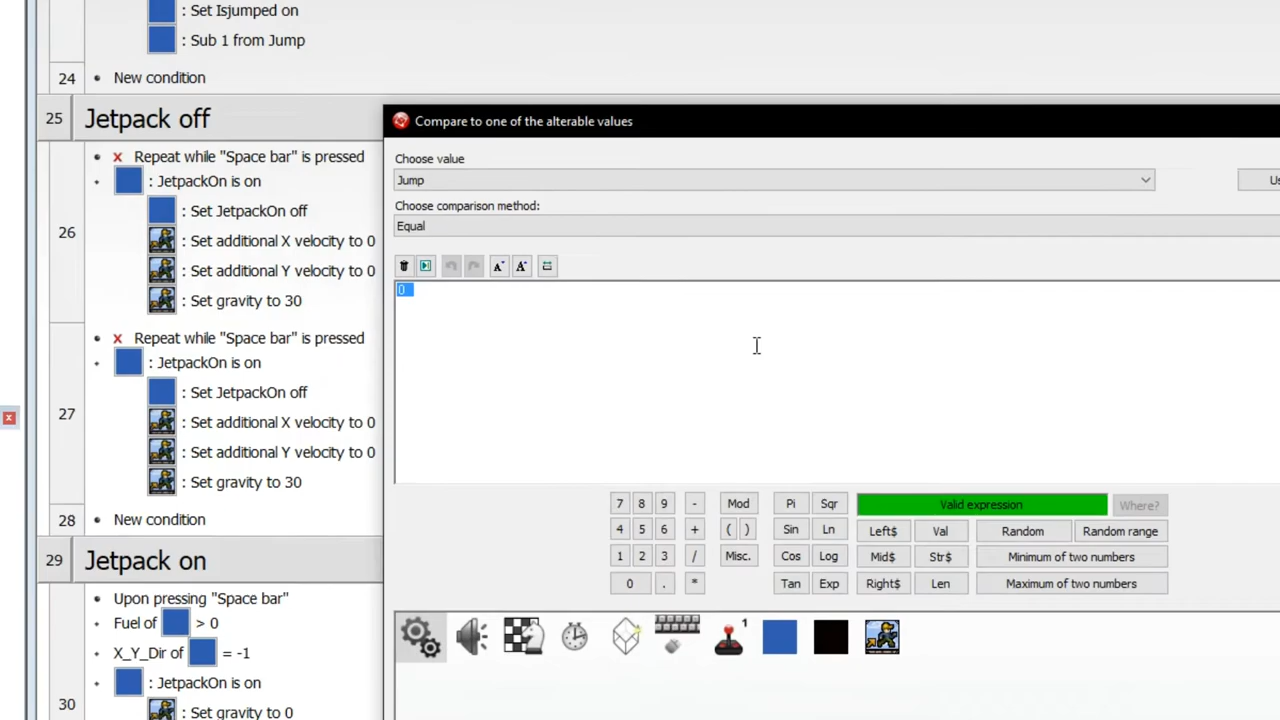 : Set Isjumped on
: Sub 1 from Jump
24 • New condition
25 Jetpack off
Compare to one of the alterable values
Choose value
Jump
Choose comparison method:
Equal
0
26
Repeat while "Space bar" is pressed
: JetpackOn is on
: Set JetpackOn off
: Set additional X velocity to 0
: Set additional Y velocity to 0
: Set gravity to 30
27
Repeat while "Space bar" is pressed
: JetpackOn is on
: Set JetpackOn off
: Set additional X velocity to 0
: Set additional Y velocity to 0
: Set gravity to 30
28 • New condition
29 Jetpack on
30
Upon pressing "Space bar"
Fuel of > 0
X_Y_Dir of = -1
: JetpackOn is on
: Set gravity to 0
7 8 9 - Mod Pi Sqr Valid expression Where?
4 5 6 + ( ) Sin Ln Left$ Val Random Random range
1 2 3 / Misc. Cos Log Mid$ Str$ Minimum of two numbers
0 . * Tan Exp Right$ Len Maximum of two numbers
1